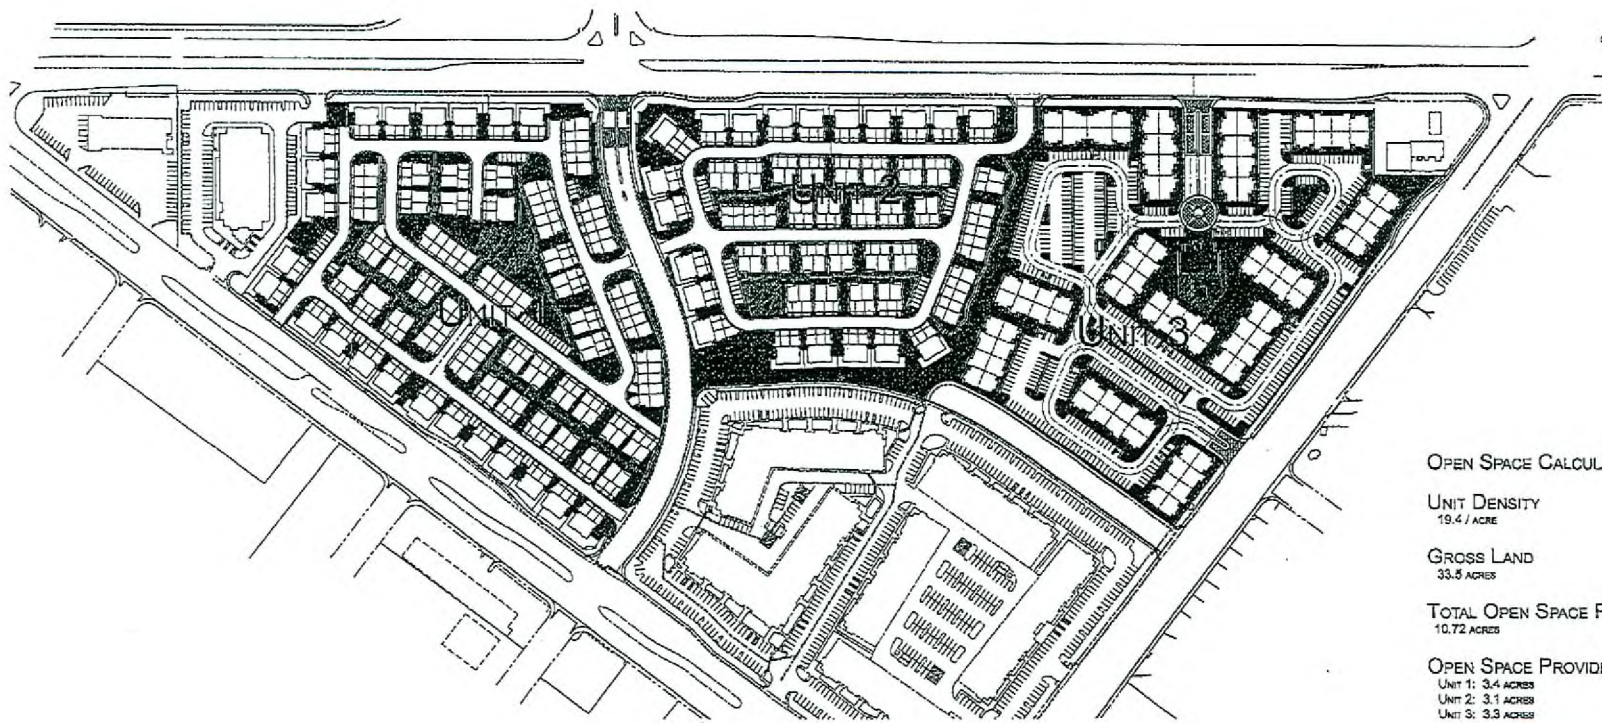 UNIT 1
UNIT 2
UNIT 3
OPEN SPACE CALCUL
UNIT DENSITY
19.4 / ACRE
GROSS LAND
33.5 ACRES
TOTAL OPEN SPACE
10.72 ACRES
OPEN SPACE PROVID
UNIT 1: 3.4 ACRES
UNIT 2: 3.1 ACRES
UNIT 3: 3.3 ACRES